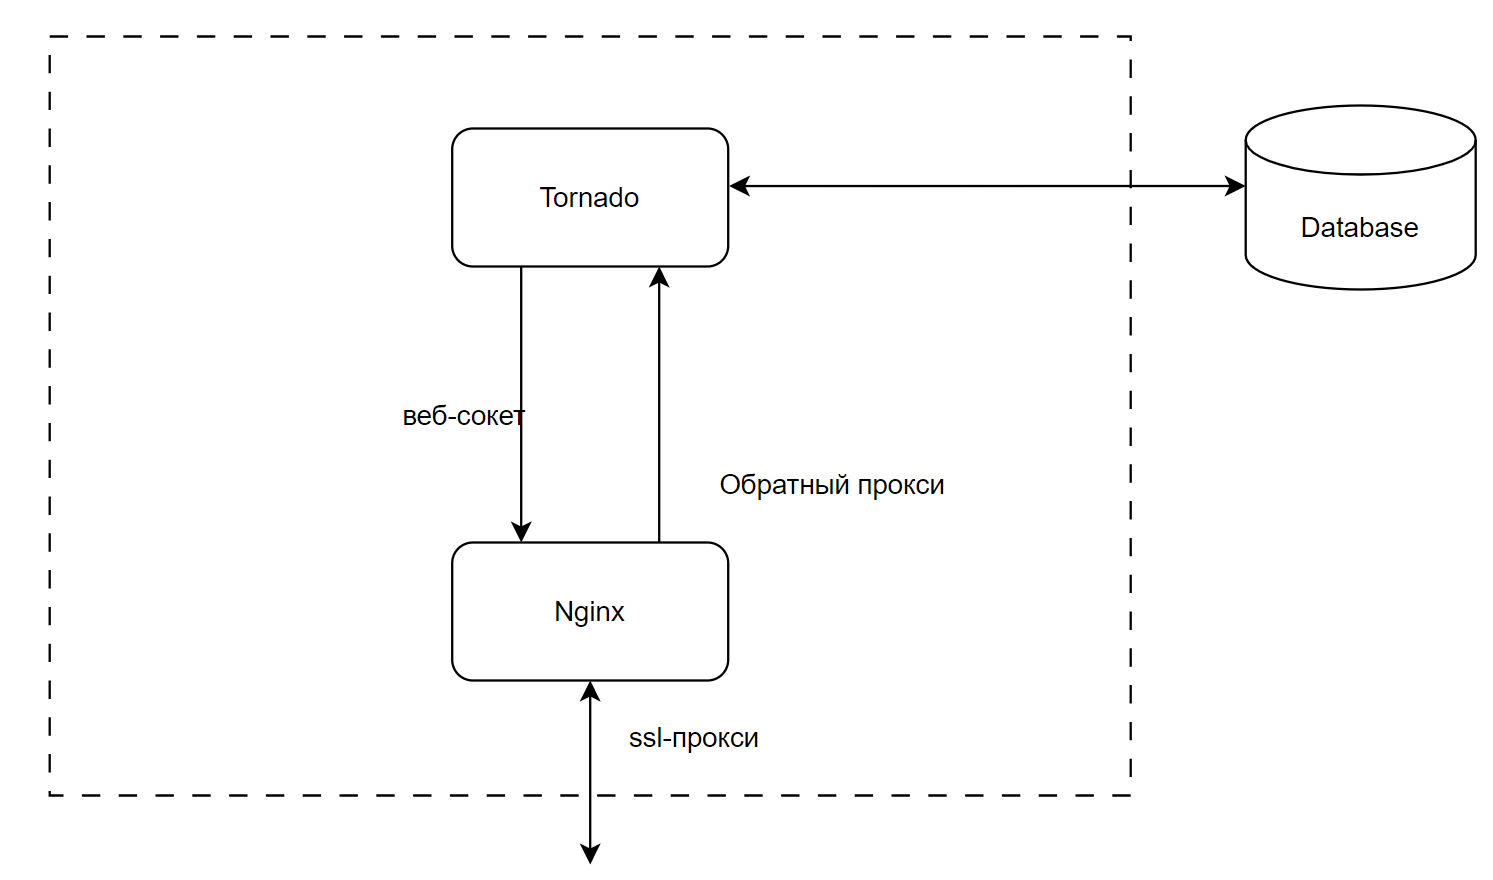 Tornado
Database
веб-сокет
Обратный прокси
Nginx
ssl-прокси